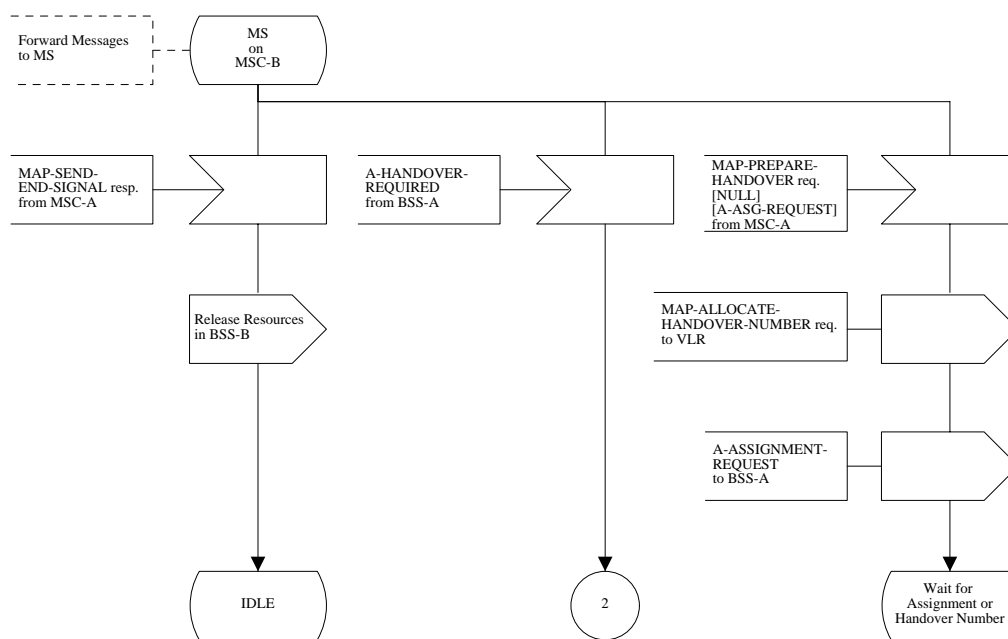 Forward Messages
to MS
MS
on
MSC-B
MAP-SEND-
END-SIGNAL resp.
from MSC-A
A-HANDOVER-
REQUIRED
from BSS-A
MAP-PREPARE-
HANDOVER req.
[NULL]
[A-ASG-REQUEST]
from MSC-A
Release Resources
in BSS-B
MAP-ALLOCATE-
HANDOVER-NUMBER req.
to VLR
A-ASSIGNMENT-
REQUEST
to BSS-A
IDLE
2
Wait for
Assignment or
Handover Number